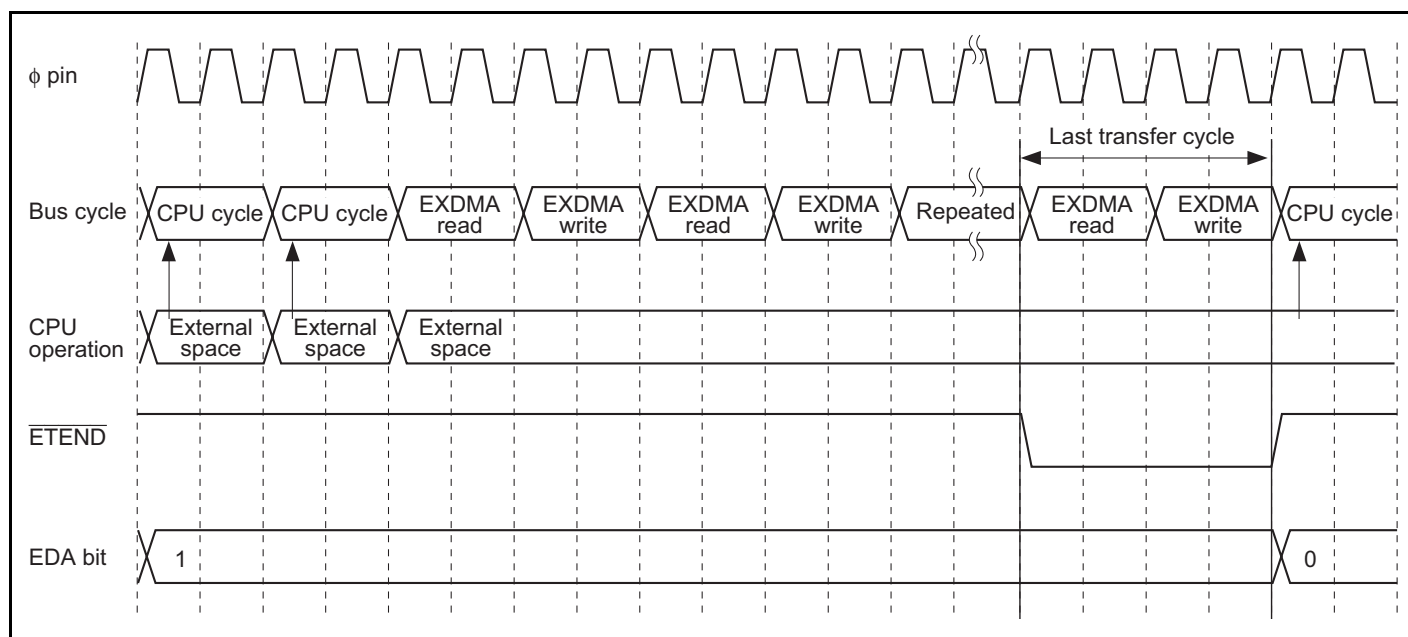 ϕ pin
Last transfer cycle
Bus cycle CPU cycle CPU cycle EXDMA read EXDMA write EXDMA read EXDMA write Repeated EXDMA read EXDMA write CPU cycle
CPU operation External space External space External space
ETEND
EDA bit 1 0